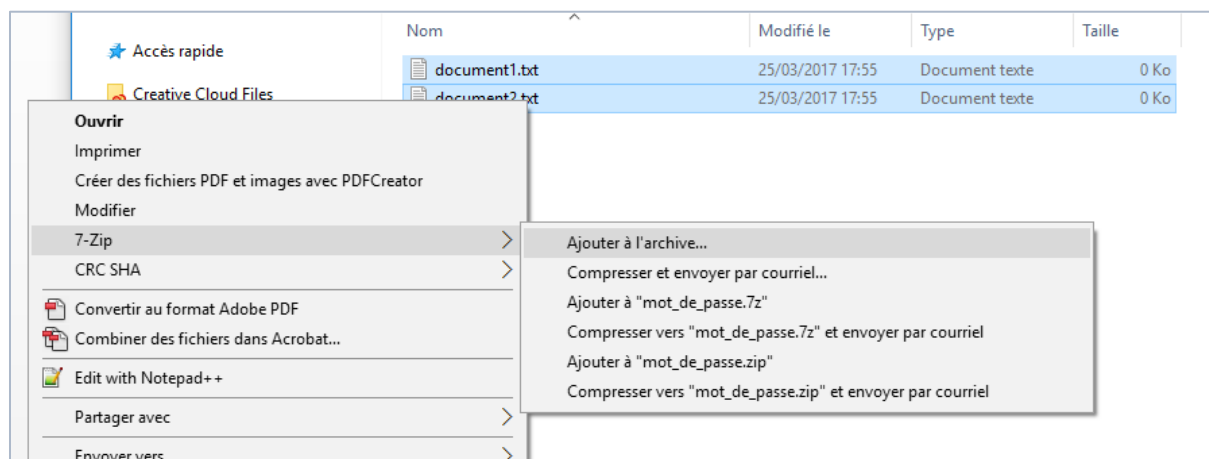 Nom Modifié le Type Taille
Accès rapide
document1.txt 25/03/2017 17:55 Document texte 0 Ko
Creative Cloud Files
document2.txt 25/03/2017 17:55 Document texte 0 Ko
Ouvrir
Imprimer
Créer des fichiers PDF et images avec PDFCreator
Modifier
7-Zip
CRC SHA
Convertir au format Adobe PDF
Combiner des fichiers dans Acrobat...
Edit with Notepad++
Partager avec
Envoyer vers
Ajouter à l'archive...
Compresser et envoyer par courriel...
Ajouter à "mot_de_passe.7z"
Compresser vers "mot_de_passe.7z" et envoyer par courriel
Ajouter à "mot_de_passe.zip"
Compresser vers "mot_de_passe.zip" et envoyer par courriel